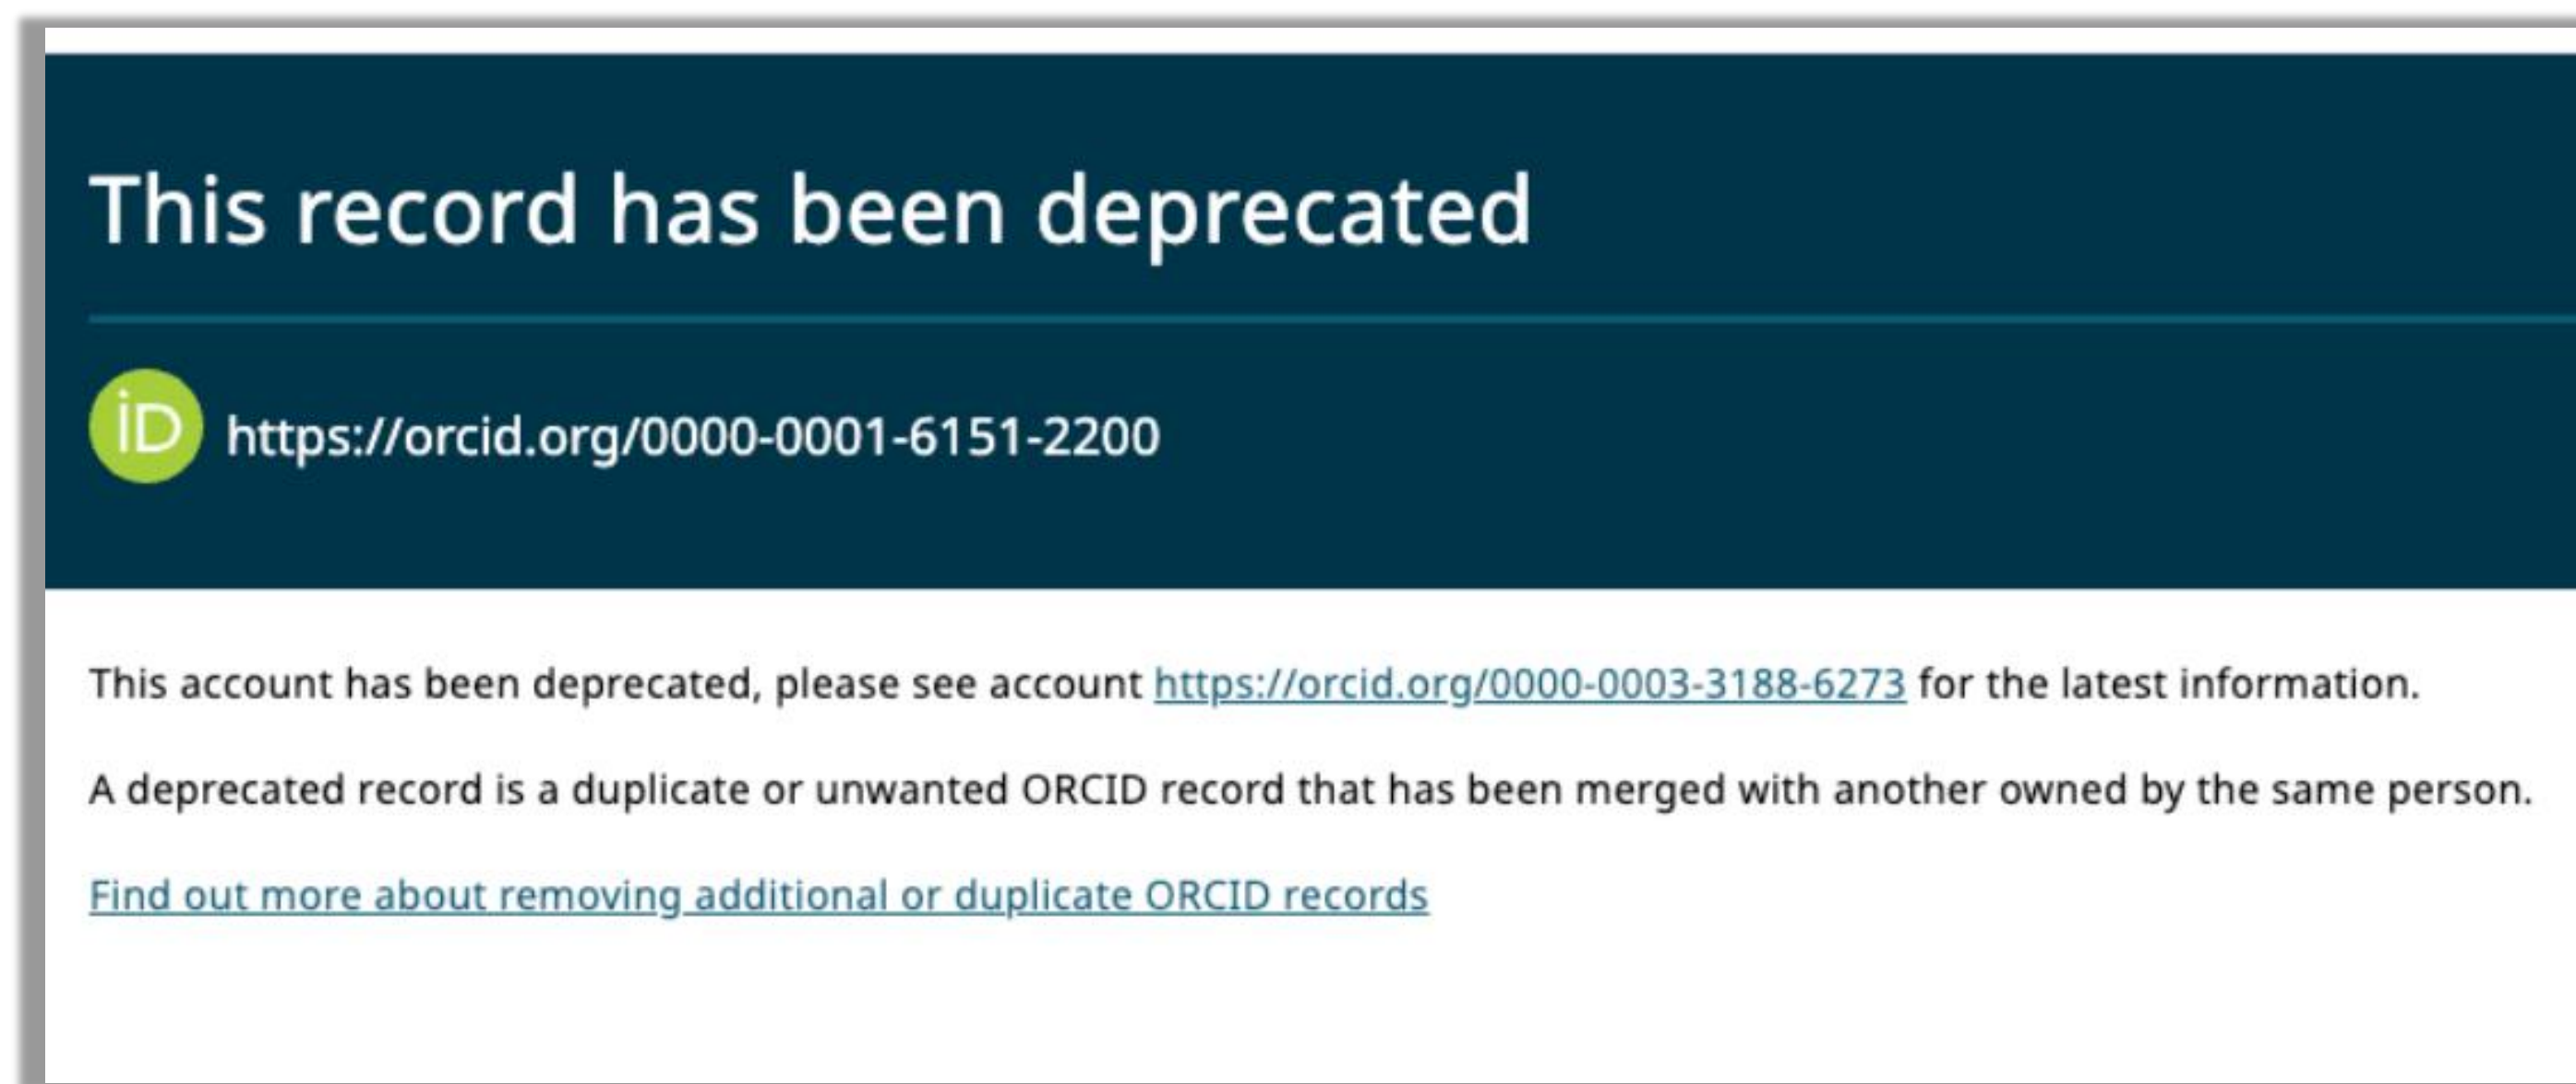 This record has been deprecated
iD https://orcid.org/0000-0001-6151-2200
This account has been deprecated, please see account https://orcid.org/0000-0003-3188-6273 for the latest information.
A deprecated record is a duplicate or unwanted ORCID record that has been merged with another owned by the same person.
Find out more about removing additional or duplicate ORCID records